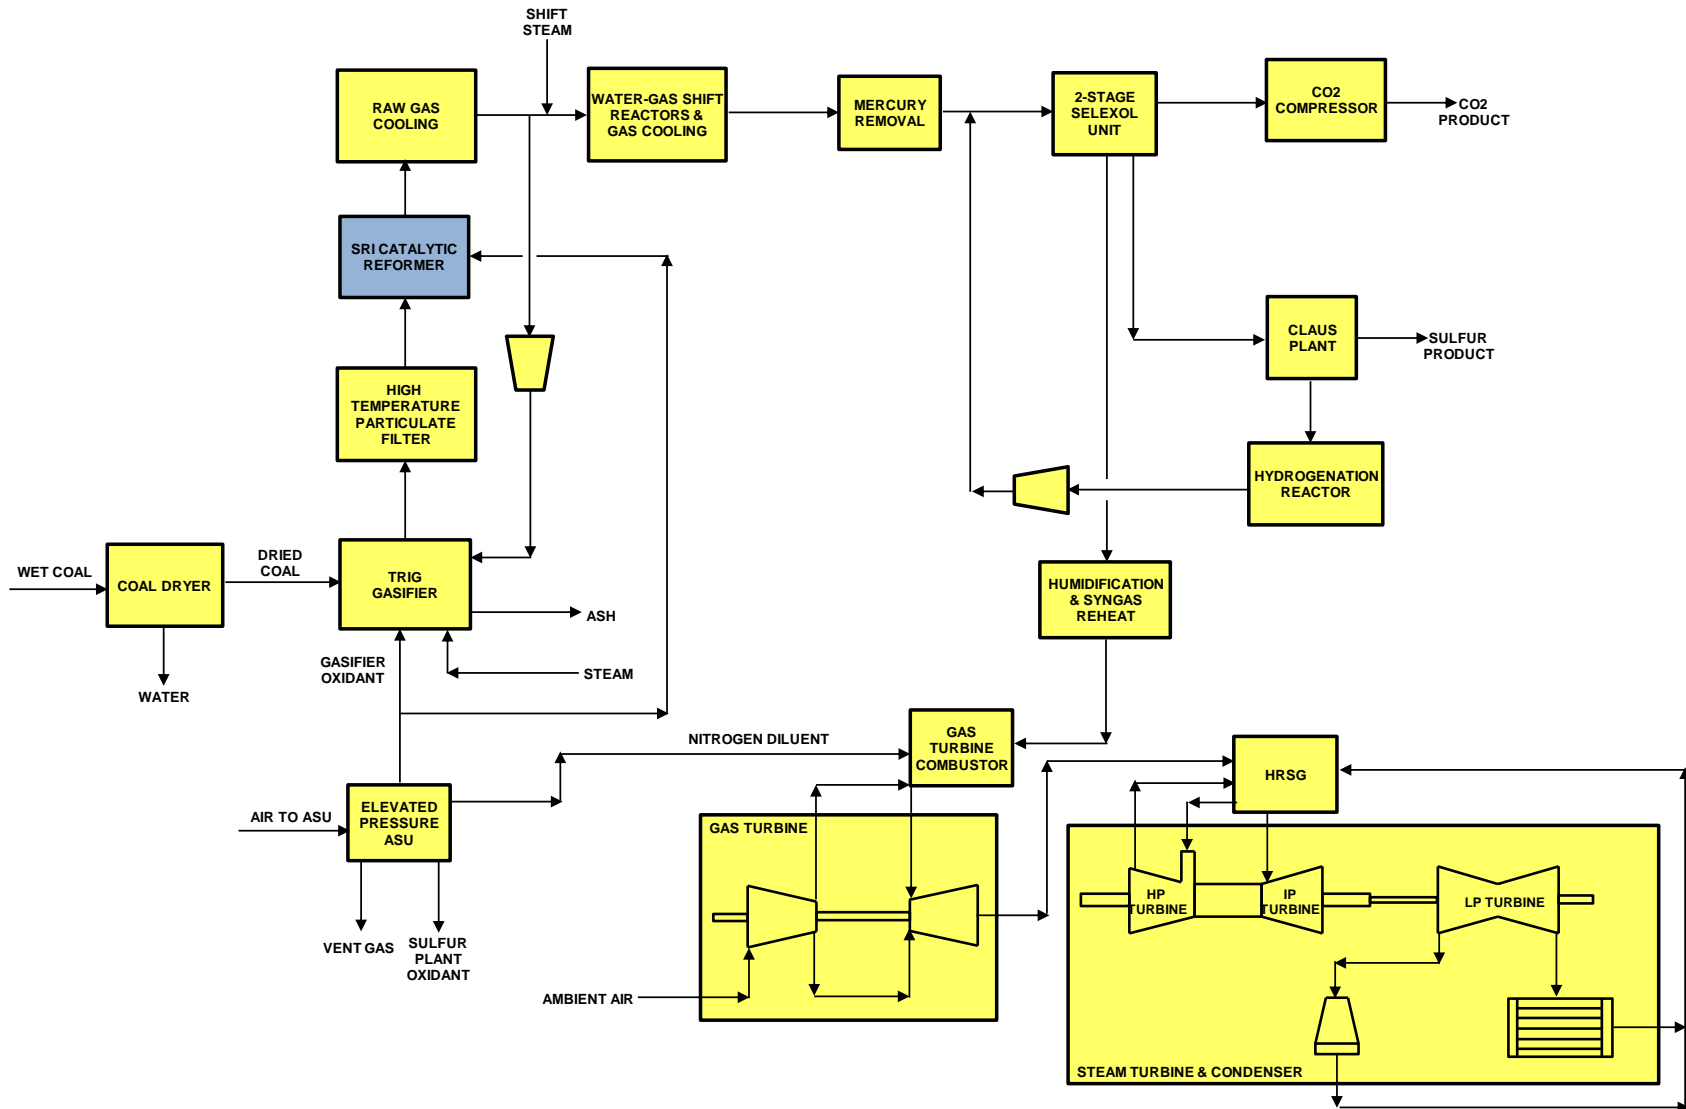 SHIFT
STEAM
RAW GAS
COOLING
WATER-GAS SHIFT
REACTORS &
GAS COOLING
MERCURY
REMOVAL
2-STAGE
SELEXOL
UNIT
CO2
COMPRESSOR
CO2
PRODUCT
SRI CATALYTIC
REFORMER
CLAUS
PLANT
SULFUR
PRODUCT
HIGH
TEMPERATURE
PARTICULATE
FILTER
HYDROGENATION
REACTOR
WET COAL
COAL DRYER
DRIED
COAL
TRIG
GASIFIER
ASH
HUMIDIFICATION
& SYNGAS
REHEAT
WATER
GASIFIER
OXIDANT
STEAM
NITROGEN DILUENT
GAS
TURBINE
COMBUSTOR
HRSG
AIR TO ASU
ELEVATED
PRESSURE
ASU
GAS TURBINE
HP
TURBINE
IP
TURBINE
LP TURBINE
VENT GAS
SULFUR
PLANT
OXIDANT
AMBIENT AIR
STEAM TURBINE & CONDENSER